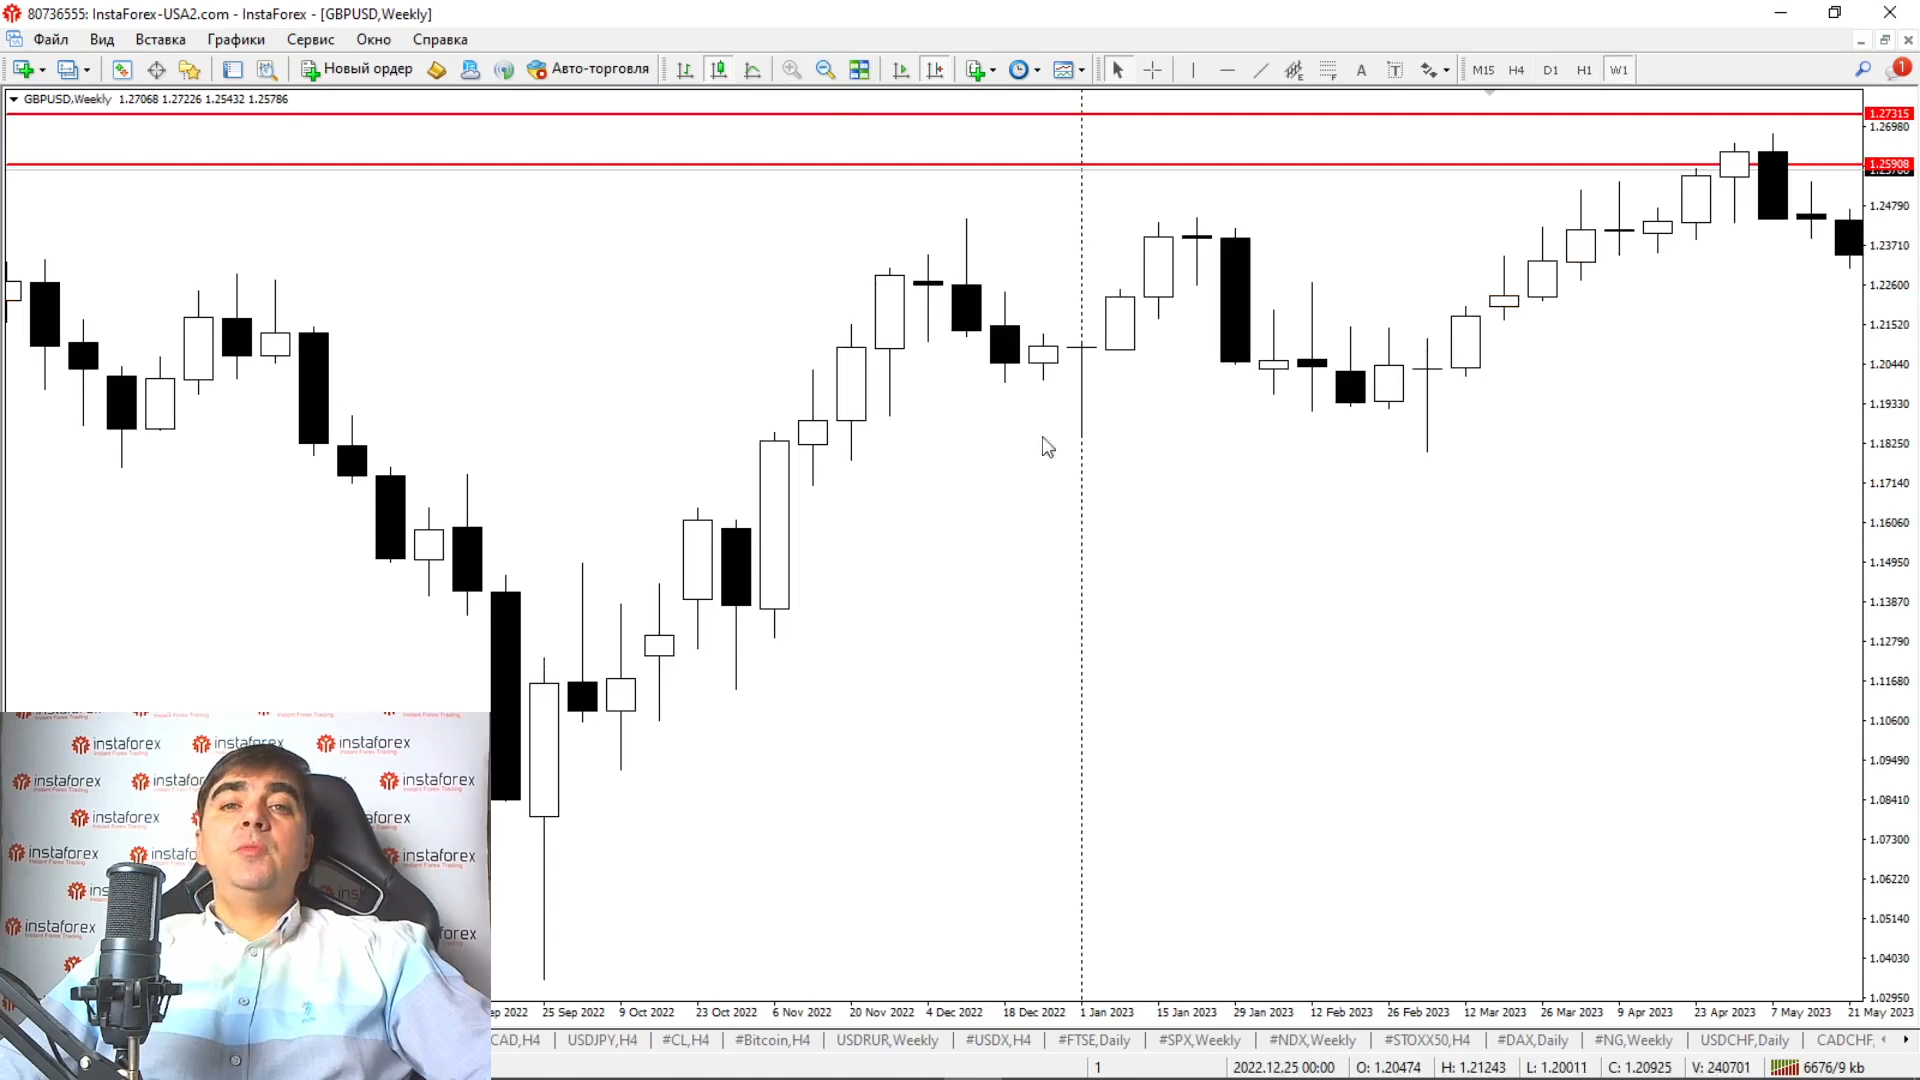 80736555: InstaForex-USA2.com - InstaForex - [GBPUSD,Weekly]
Файл Вид Вставка Графики Сервис Окно Справка
Новый ордер Авто-торговля A T M15 H4 D1 H1 W1 1
GBPUSD,Weekly 1.27068 1.27226 1.25432 1.25786
1.27315
1.26980
1.25908
1.24790
1.23710
1.22600
1.21520
1.20440
1.19330
1.18250
1.17140
1.16060
1.14950
1.13870
1.12790
1.11680
1.10600
1.09490
1.08410
1.07300
1.06220
1.05140
1.04030
1.02950
instaforex
Instant Forex Trading
instaforex
instaforex
instaforex
instaforex
instaforex
instaforex
instaforex
instaforex
instaforex
25 Sep 2022 9 Oct 2022 23 Oct 2022 6 Nov 2022 20 Nov 2022 4 Dec 2022 18 Dec 2022 1 Jan 2023 15 Jan 2023 29 Jan 2023 12 Feb 2023 26 Feb 2023 12 Mar 2023 26 Mar 2023 9 Apr 2023 23 Apr 2023 7 May 2023 21 May 2023
CAD,H4 USDJPY,H4 #CL,H4 #Bitcoin,H4 USDRUR,Weekly #USDX,H4 #FTSE,Daily #SPX,Weekly #NDX,Weekly #STOXX50,H4 #DAX,Daily #NG,Weekly USDCHF,Daily CADCHF,
1 2022.12.25 00:00 O: 1.20474 H: 1.21243 L: 1.20011 C: 1.20925 V: 240701 6676/9 kb